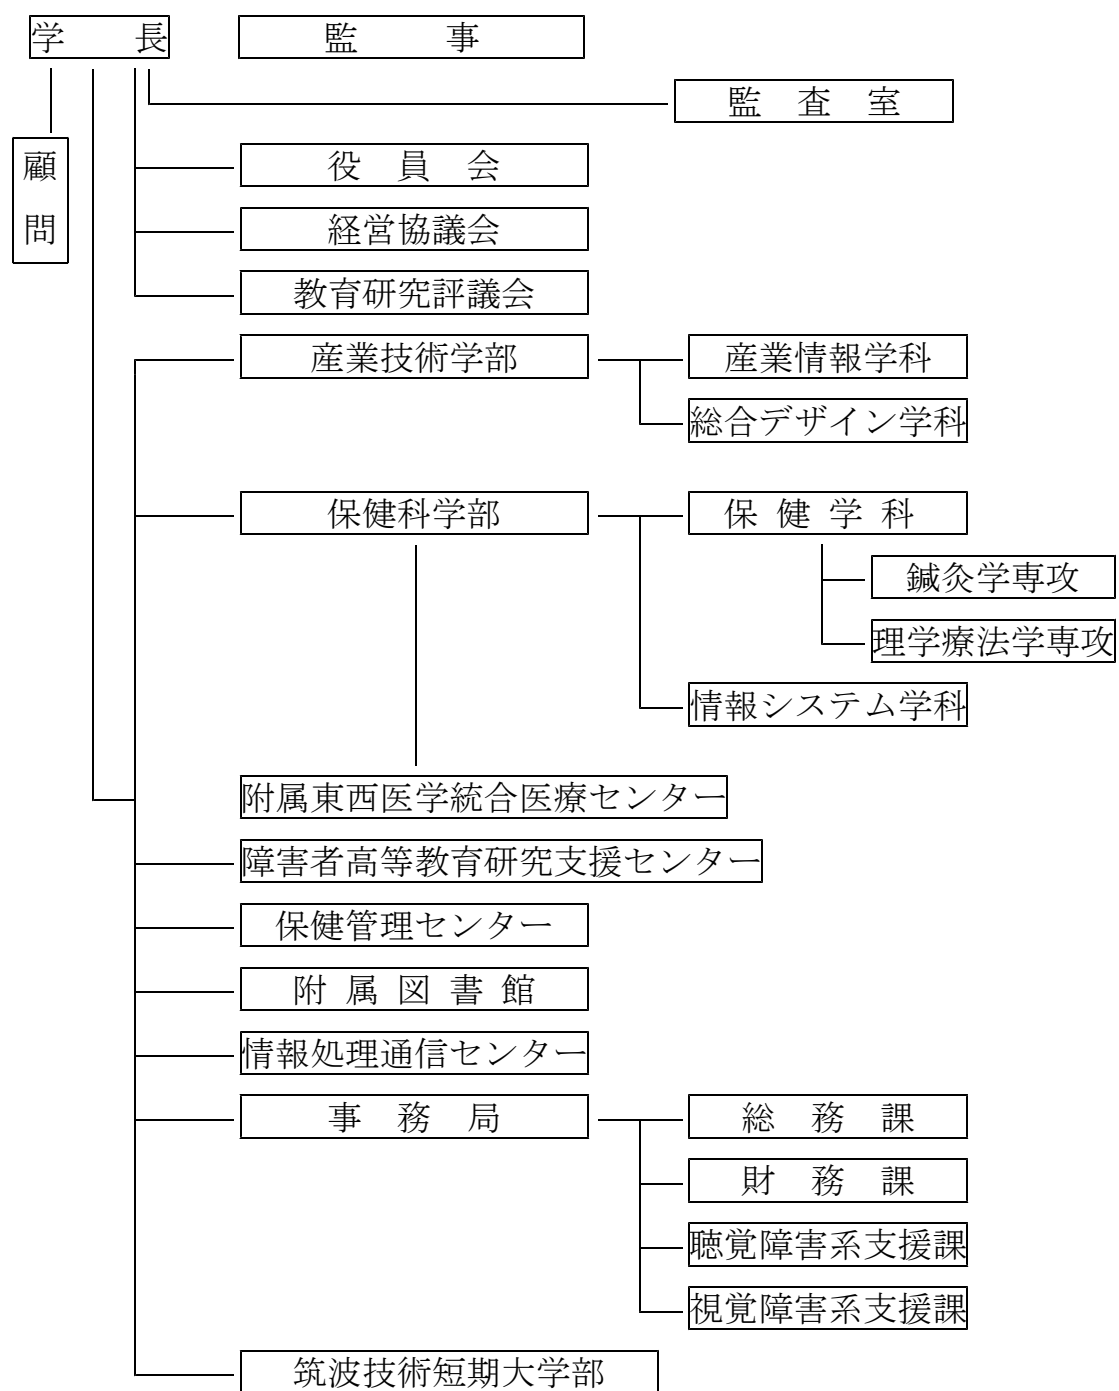 学　長
監　事
監　査　室
顧問
役　員　会
経営協議会
教育研究評議会
産業技術学部
産業情報学科
総合デザイン学科
保健科学部
保 健 学 科
鍼灸学専攻
理学療法学専攻
情報システム学科
附属東西医学統合医療センター
障害者高等教育研究支援センター
保健管理センター
附 属 図 書 館
情報処理通信センター
事　務　局
総　務　課
財　務　課
聴覚障害系支援課
視覚障害系支援課
筑波技術短期大学部